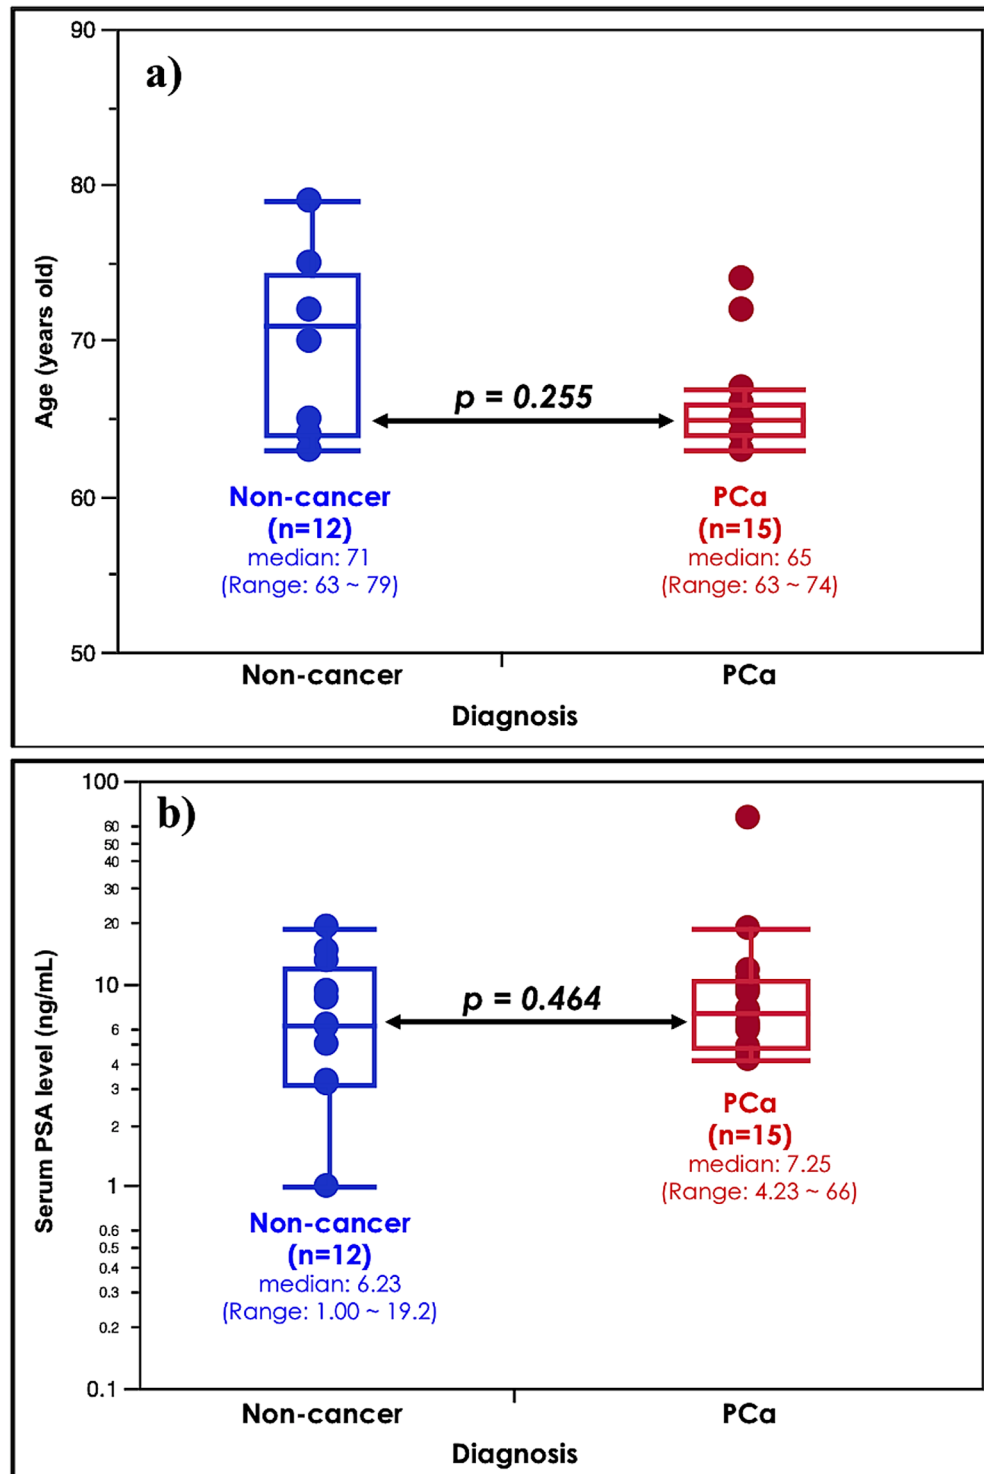 a)
90
80
70
60
50
Age (years old)
p = 0.255
Non-cancer
(n=12)
median: 71
(Range: 63 ~ 79)
PCa
(n=15)
median: 65
(Range: 63 ~ 74)
Non-cancer
PCa
Diagnosis
b)
100
60
50
40
30
20
10
6
4
3
2
1
0.6
0.5
0.4
0.3
0.2
0.1
Serum PSA level (ng/mL)
p = 0.464
Non-cancer
(n=12)
median: 6.23
(Range: 1.00 ~ 19.2)
PCa
(n=15)
median: 7.25
(Range: 4.23 ~ 66)
Non-cancer
PCa
Diagnosis